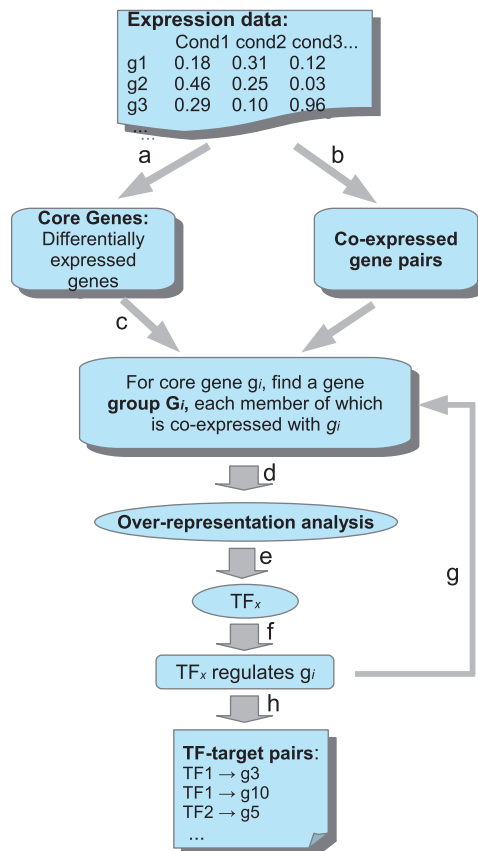 Expression data:
Cond1 cond2 cond3...
g1 0.18 0.31 0.12
g2 0.46 0.25 0.03
g3 0.29 0.10 0.96
...
...
a
b
Core Genes:
Differentially
expressed
genes
Co-expressed
gene pairs
c
For core gene gi, find a gene
group Gi, each member of which
is co-expressed with gi
d
Over-representation analysis
e
g
TFx
f
TFx regulates gi
h
TF-target pairs:
TF1 → g3
TF1 → g10
TF2 → g5
...